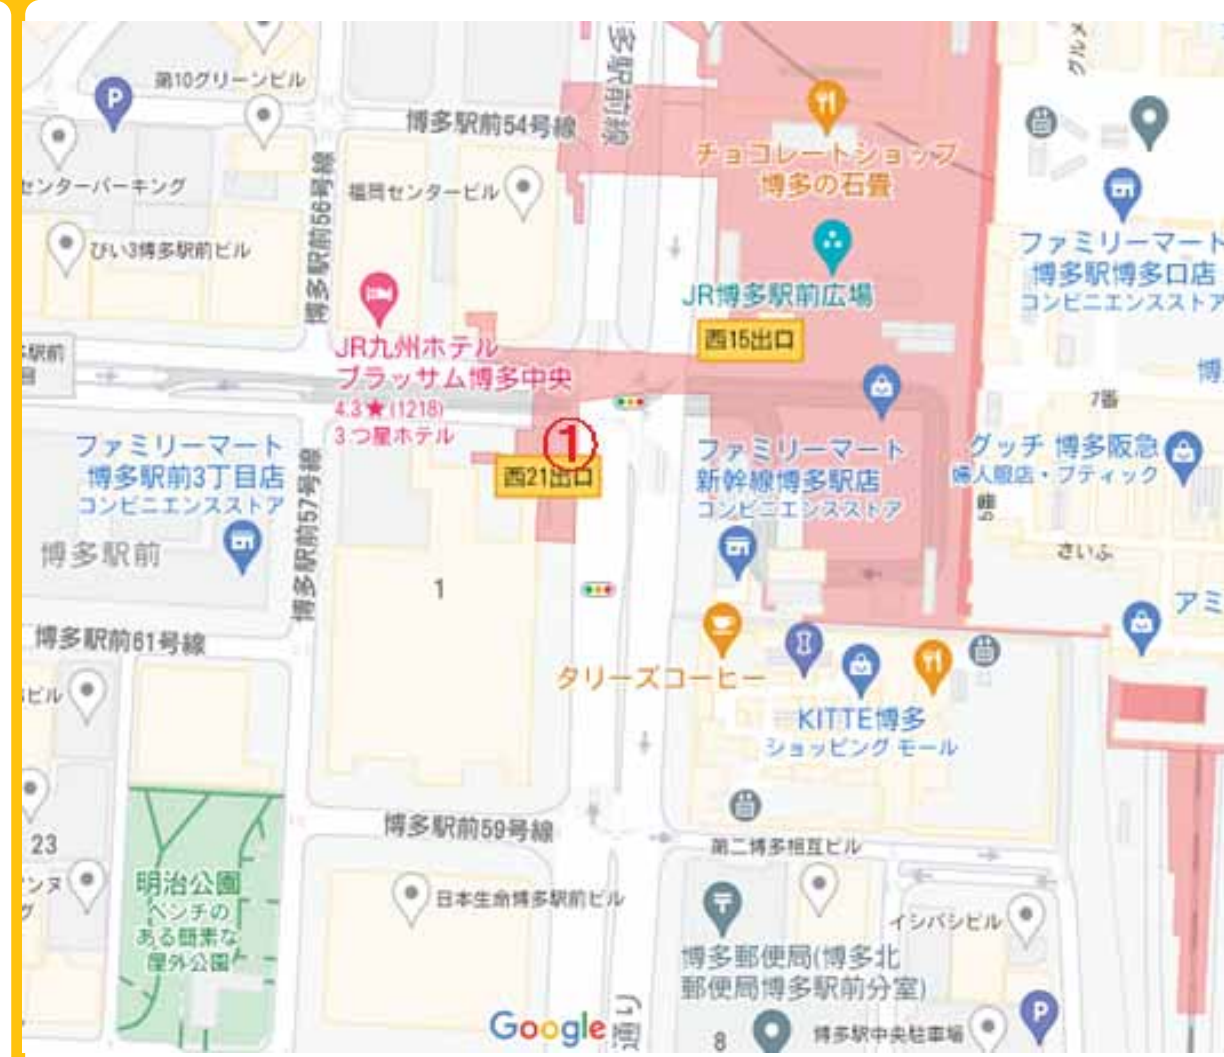 多駅前線
グルメ
P
第10グリーンビル
博多駅前54号線
チョコレートショップ
博多の石畳
センターパーキング
福岡センタービル
博多駅前56号線
ぴい3博多駅前ビル
ファミリーマート
博多駅博多口店
コンビニエンスストア
JR博多駅前広場
西15出口
JR九州ホテル
ブラッサム博多中央
4.3★(1218)
3つ星ホテル
駅前
博
7番
①
西21出口
ファミリーマート
博多駅前3丁目店
コンビニエンスストア
博多駅前57号線
ファミリーマート
新幹線博多駅店
コンビニエンスストア
グッチ 博多阪急
婦人服店・ブティック
5番
さいふ
博多駅前
1
アミ
博多駅前61号線
ビル
タリーズコーヒー
KITTE博多
ショッピング モール
博多駅前59号線
第二博多相互ビル
23
ンヌ
グ
明治公園
ベンチの
ある簡素な
屋外公園
日本生命博多駅前ビル
イシバシビル
博多郵便局(博多北
郵便局博多駅前分室)
P
Google
通り
8
博多駅中央駐車場